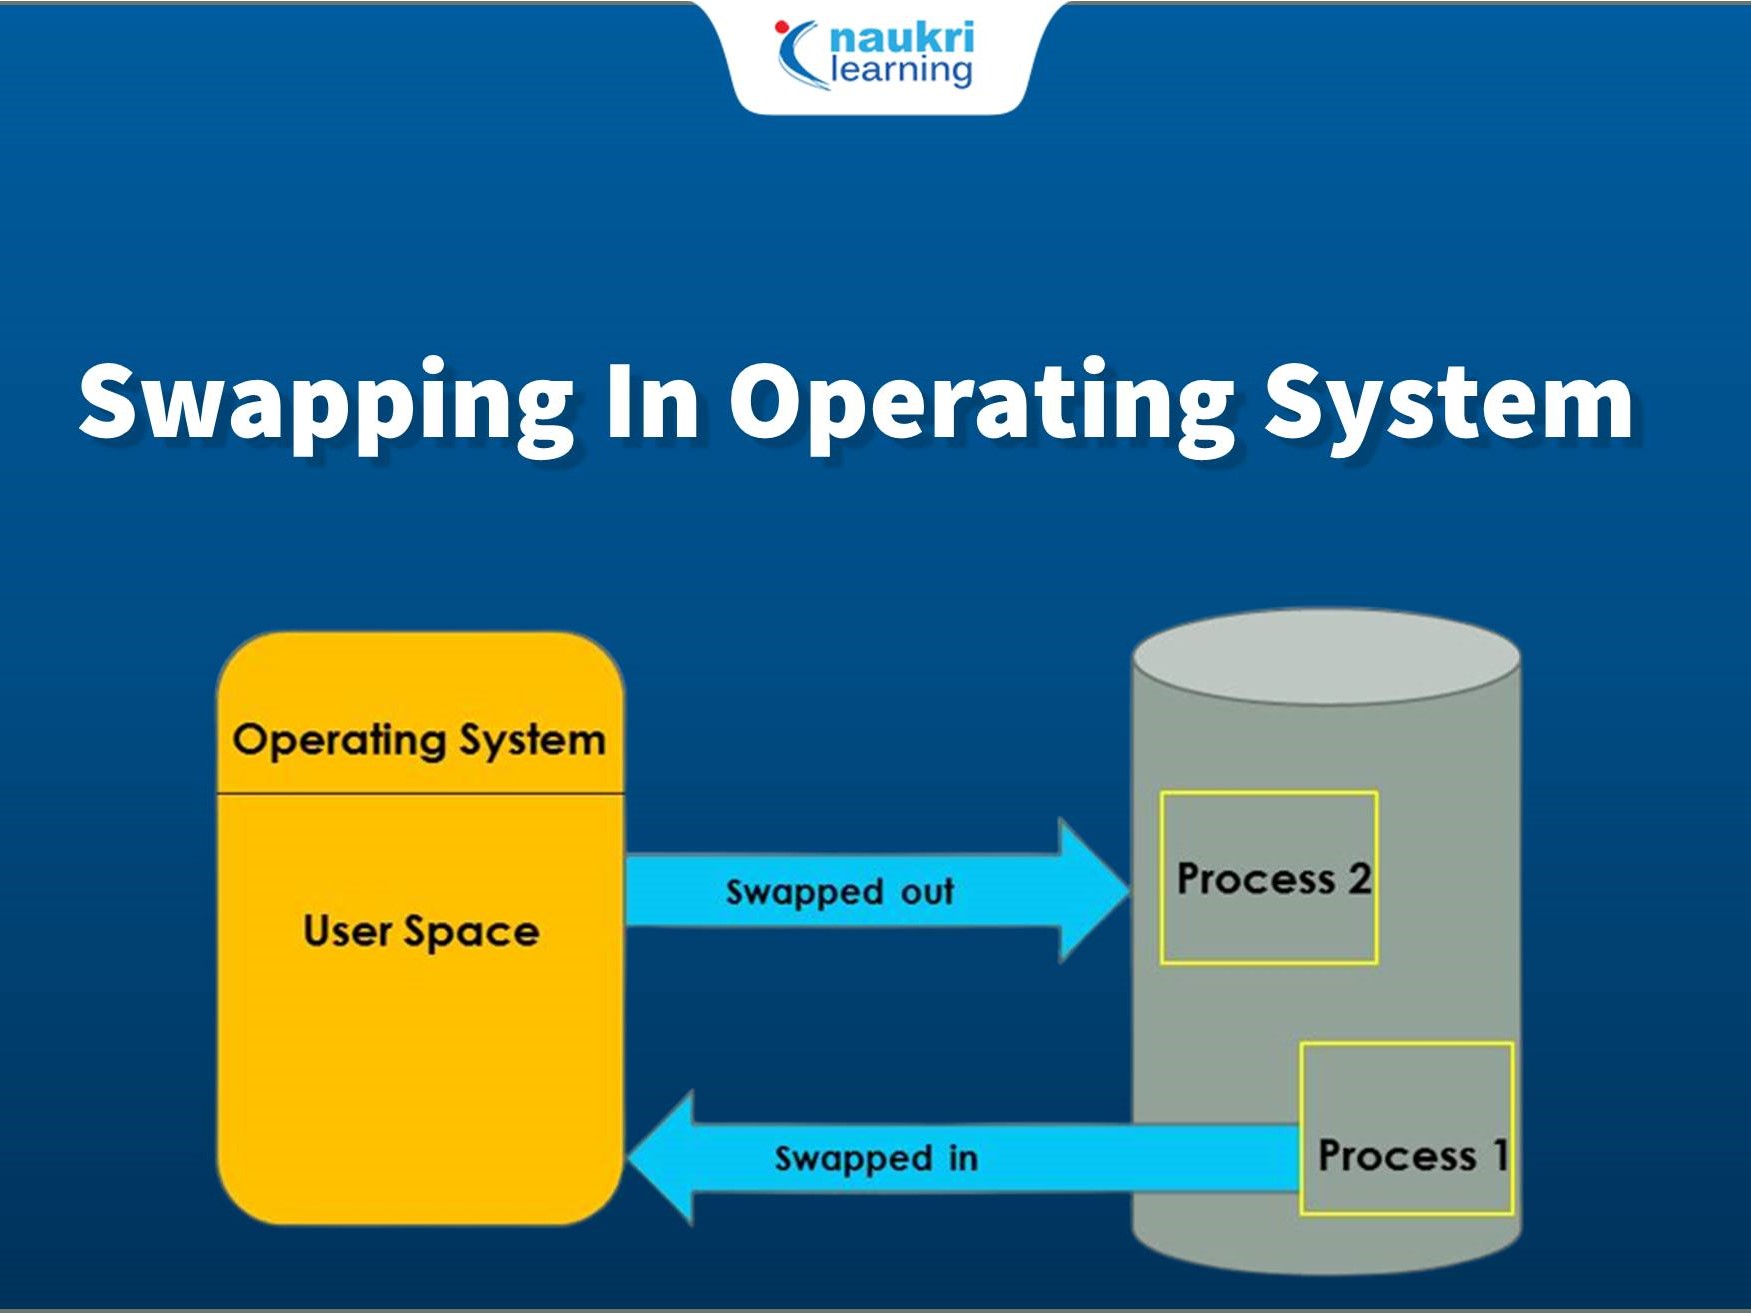 naukri
learning
Swapping In Operating System
Operating System
User Space
Swapped out
Process 2
Swapped in
Process 1